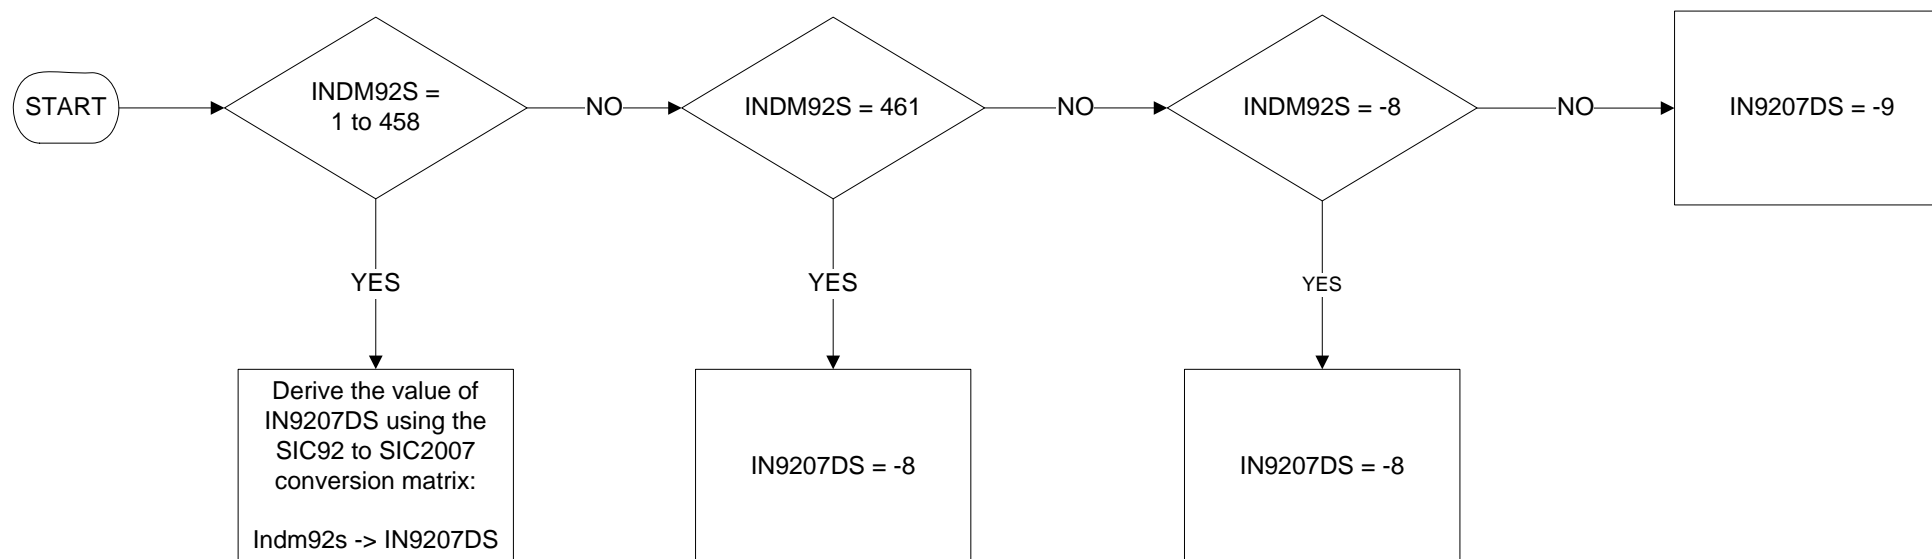 START
INDM92S =
1 to 458
NO
INDM92S = 461
NO
INDM92S = -8
NO
IN9207DS = -9
YES
YES
YES
Derive the value of
IN9207DS using the
SIC92 to SIC2007
conversion matrix:
Indm92s -> IN9207DS
IN9207DS = -8
IN9207DS = -8